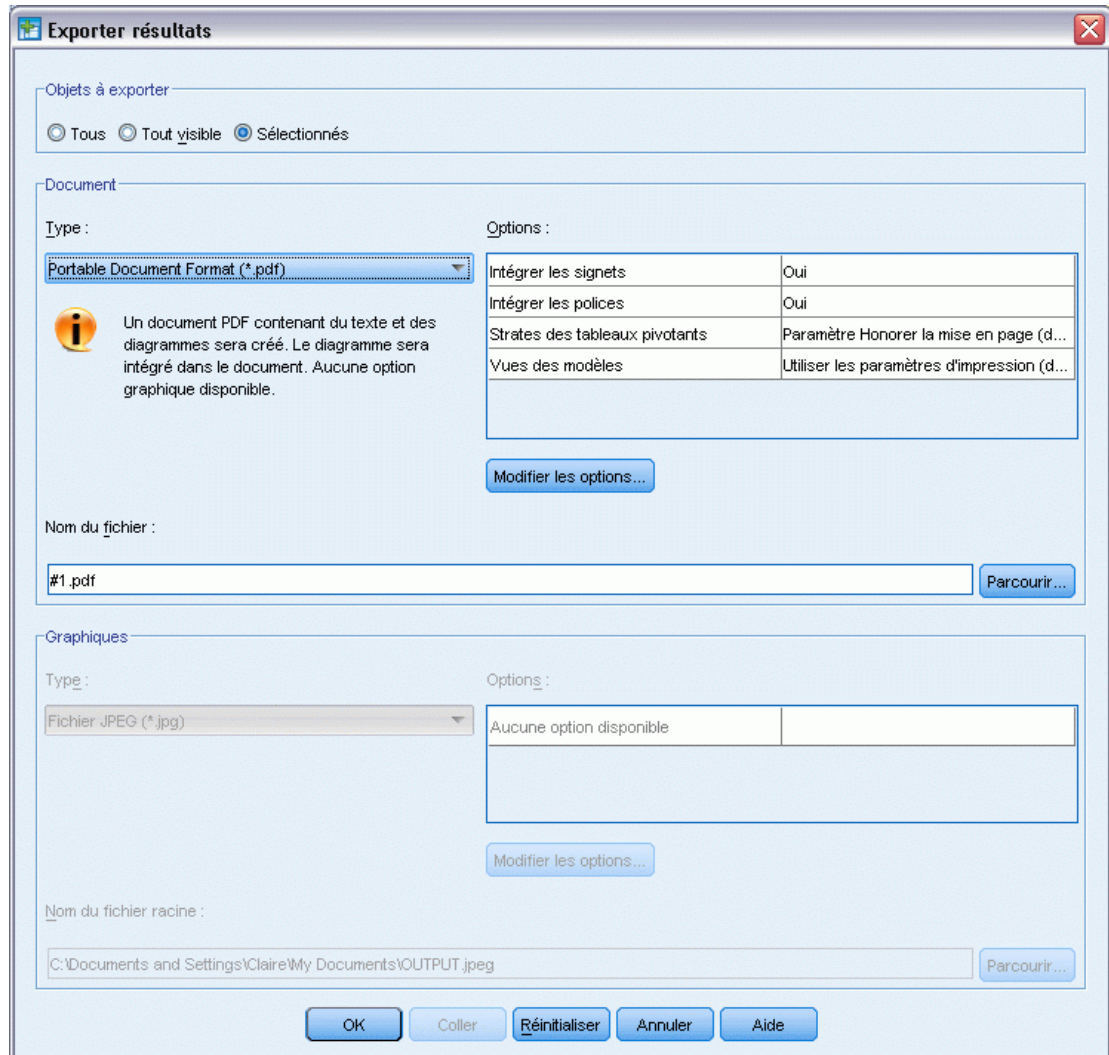 Exporter résultats
Objets à exporter
Tous Tout visible Sélectionnés
Document
Type :
Options :
Portable Document Format (*.pdf)
Un document PDF contenant du texte et des
diagrammes sera créé. Le diagramme sera
intégré dans le document. Aucune option
graphique disponible.
Intégrer les signets Oui
Intégrer les polices Oui
Strates des tableaux pivotants Paramètre Honorer la mise en page (d...
Vues des modèles Utiliser les paramètres d'impression (d...
Modifier les options...
Nom du fichier :
#1.pdf
Parcourir...
Graphiques
Type :
Options :
Fichier JPEG (*.jpg)
Aucune option disponible
Modifier les options...
Nom du fichier racine :
C:\Documents and Settings\Claire\My Documents\OUTPUT.jpeg
Parcourir...
OK Coller Réinitialiser Annuler Aide